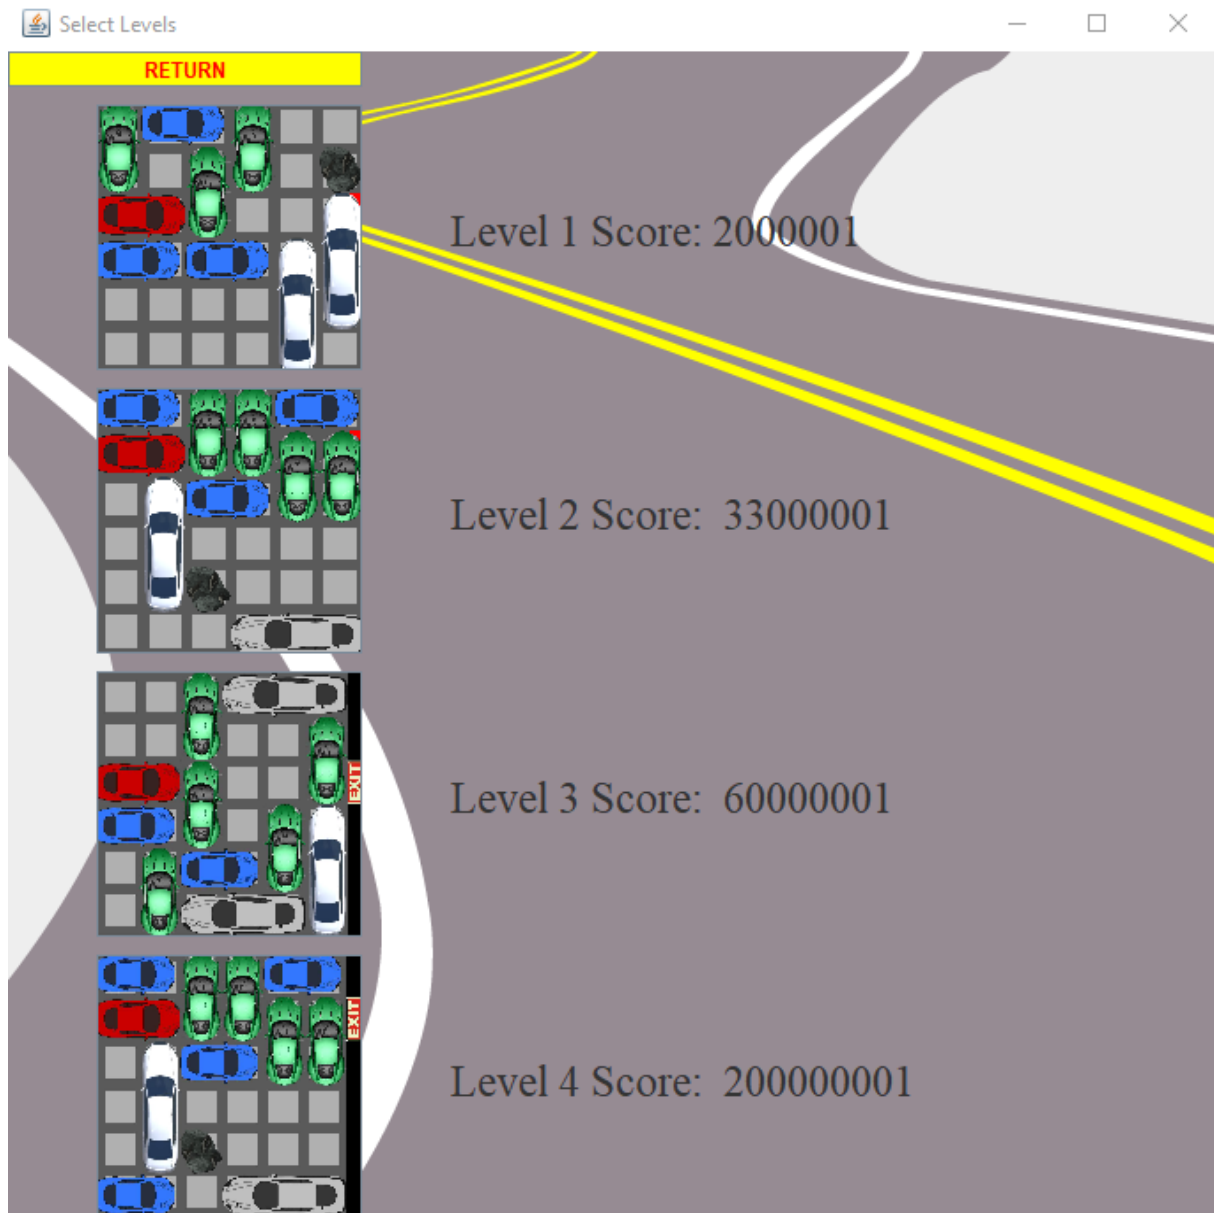 Select Levels
RETURN
Level 1 Score: 2000001
Level 2 Score: 33000001
EXIT
Level 3 Score: 60000001
EXIT
Level 4 Score: 200000001